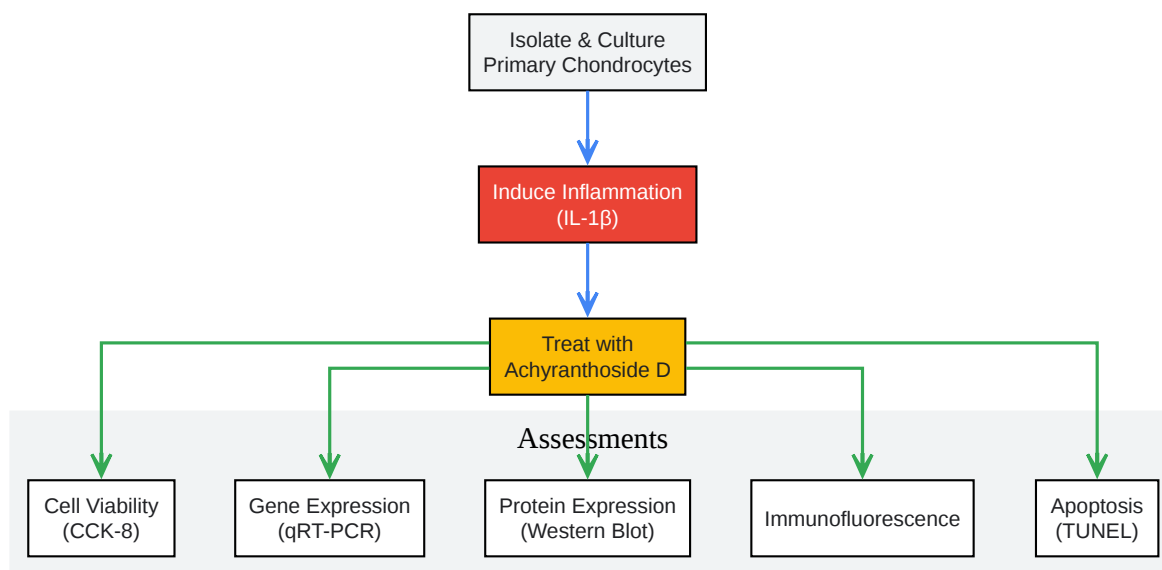 Isolate & Culture
Primary Chondrocytes
Induce Inflammation
(IL-1β)
Treat with
Achyranthoside D
Assessments
Cell Viability
(CCK-8)
Gene Expression
(qRT-PCR)
Protein Expression
(Western Blot)
Immunofluorescence
Apoptosis
(TUNEL)